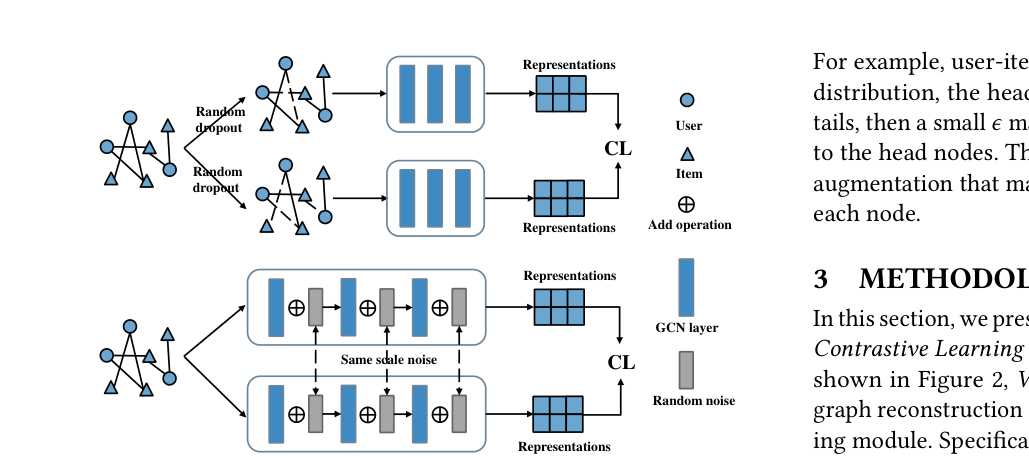 Representations
Random
dropout
CL
User
Item
Random
dropout
Representations
Add operation
Representations
GCN layer
Same scale noise
CL
Random noise
Representations
For example, user-ite
distribution, the head
tails, then a small ϵ ma
to the head nodes. Th
augmentation that ma
each node.
3 METHODOL
In this section, we pres
Contrastive Learning
shown in Figure 2, V
graph reconstruction
ing module. Specifica